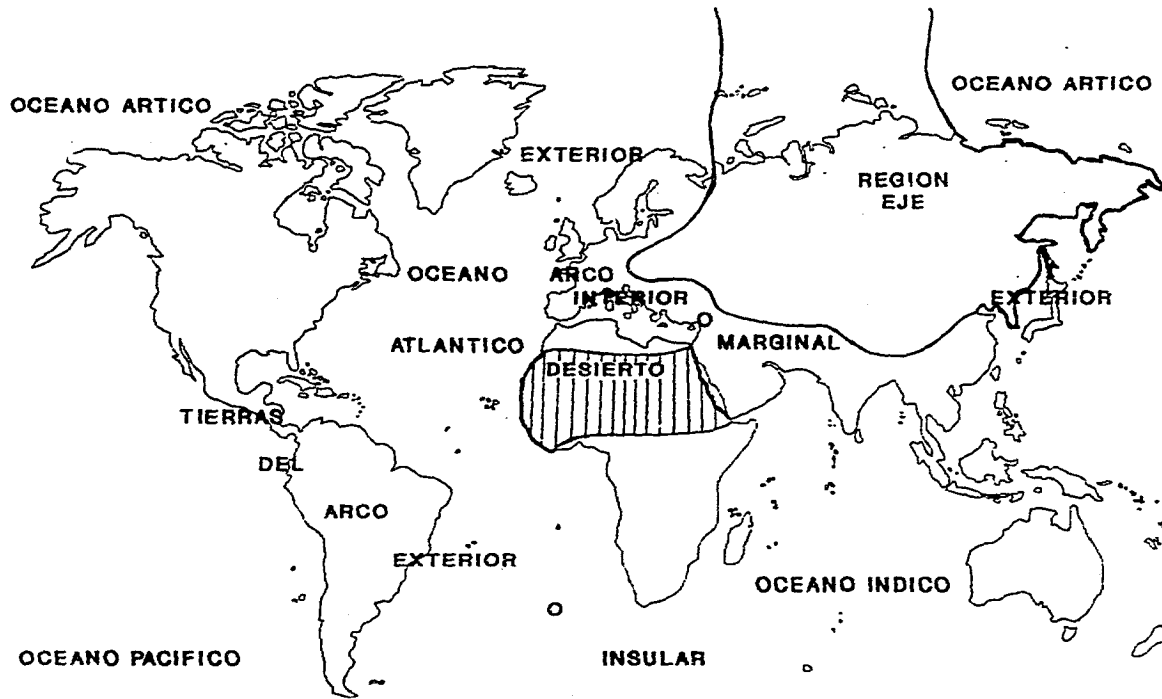 OCEANO ARTICO
OCEANO ARTICO
EXTERIOR
REGION
EJE
OCEANO
ARCO
INTERIOR
EXTERIOR
ATLANTICO
MARGINAL
DESIERTO
TIERRAS
DEL
ARCO
EXTERIOR
OCEANO INDICO
OCEANO PACIFICO
INSULAR